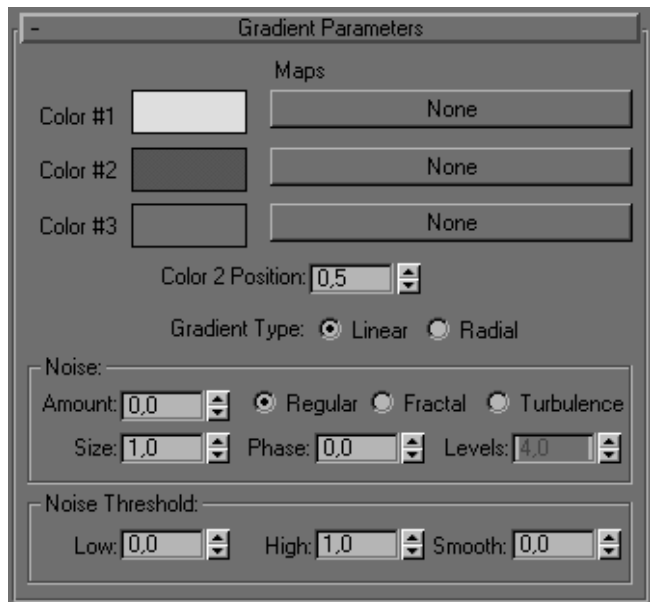 - Gradient Parameters
Maps
Color #1 None
Color #2 None
Color #3 None
Color 2 Position: 0,5
Gradient Type: Linear Radial
Noise:
Amount: 0,0 Regular Fractal Turbulence
Size: 1,0 Phase: 0,0 Levels: 4,0
Noise Threshold:
Low: 0,0 High: 1,0 Smooth: 0,0